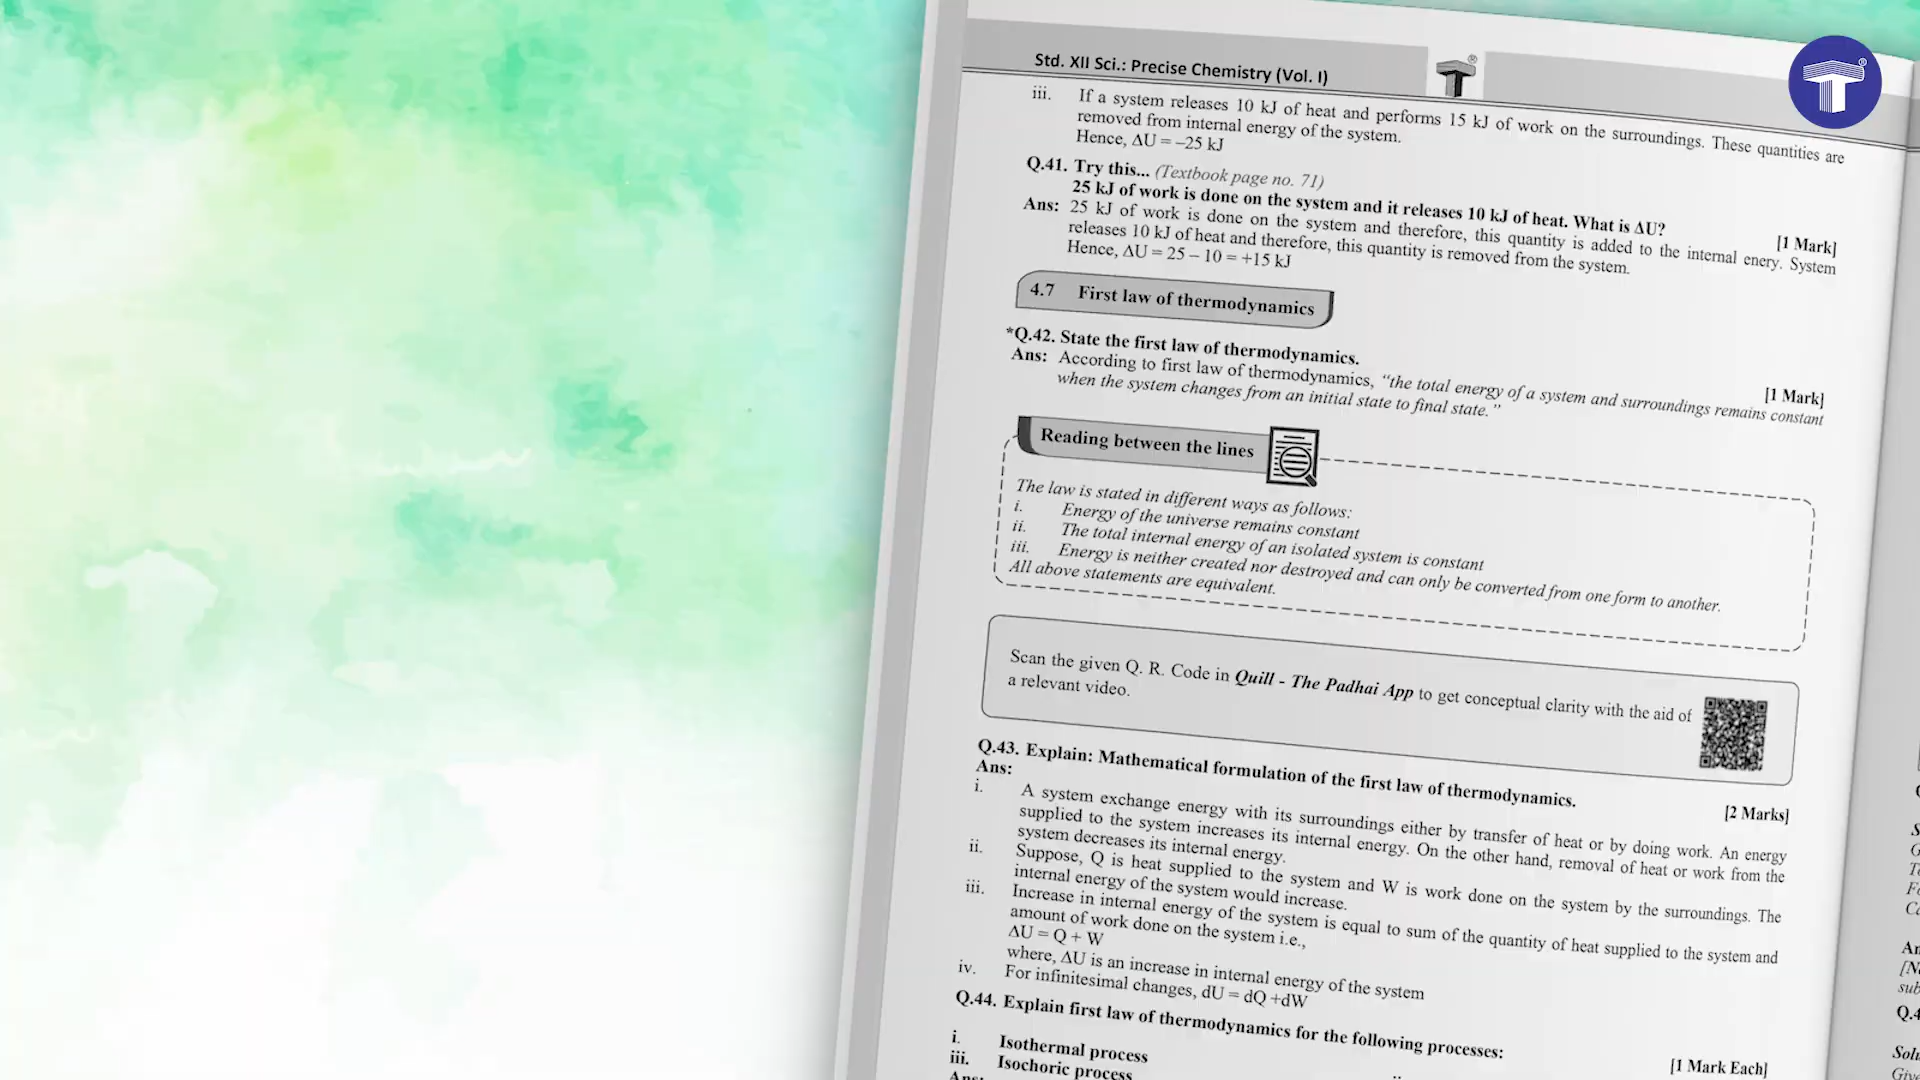 Std. XII Sci.: Precise Chemistry (Vol. I)
iii. If a system releases 10 kJ of heat and performs 15 kJ of work on the surroundings. These quantities are
removed from internal energy of the system.
Hence, ΔU = –25 kJ
Q.41. Try this... (Textbook page no. 71)
25 kJ of work is done on the system and it releases 10 kJ of heat. What is ΔU? [1 Mark]
Ans: 25 kJ of work is done on the system and therefore, this quantity is added to the internal enery. System
releases 10 kJ of heat and therefore, this quantity is removed from the system.
Hence, ΔU = 25 – 10 = +15 kJ
4.7 First law of thermodynamics
*Q.42. State the first law of thermodynamics. [1 Mark]
Ans: According to first law of thermodynamics, “the total energy of a system and surroundings remains constant
when the system changes from an initial state to final state.”
Reading between the lines
The law is stated in different ways as follows:
i. Energy of the universe remains constant
ii. The total internal energy of an isolated system is constant
iii. Energy is neither created nor destroyed and can only be converted from one form to another.
All above statements are equivalent.
Scan the given Q. R. Code in Quill - The Padhai App to get conceptual clarity with the aid of
a relevant video.
Q.43. Explain: Mathematical formulation of the first law of thermodynamics. [2 Marks]
Ans:
i. A system exchange energy with its surroundings either by transfer of heat or by doing work. An energy
supplied to the system increases its internal energy. On the other hand, removal of heat or work from the
system decreases its internal energy.
ii. Suppose, Q is heat supplied to the system and W is work done on the system by the surroundings. The
internal energy of the system would increase.
iii. Increase in internal energy of the system is equal to sum of the quantity of heat supplied to the system and
amount of work done on the system i.e.,
ΔU = Q + W
where, ΔU is an increase in internal energy of the system
iv. For infinitesimal changes, dU = dQ +dW
Q.44. Explain first law of thermodynamics for the following processes: [1 Mark Each]
i. Isothermal process
iii. Isochoric process